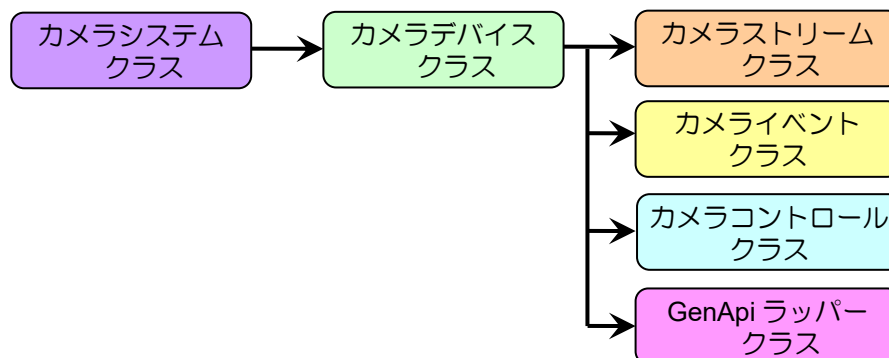 カメラシステム
クラス
カメラデバイス
クラス
カメラストリーム
クラス
カメライベント
クラス
カメラコントロール
クラス
GenApi ラッパー
クラス